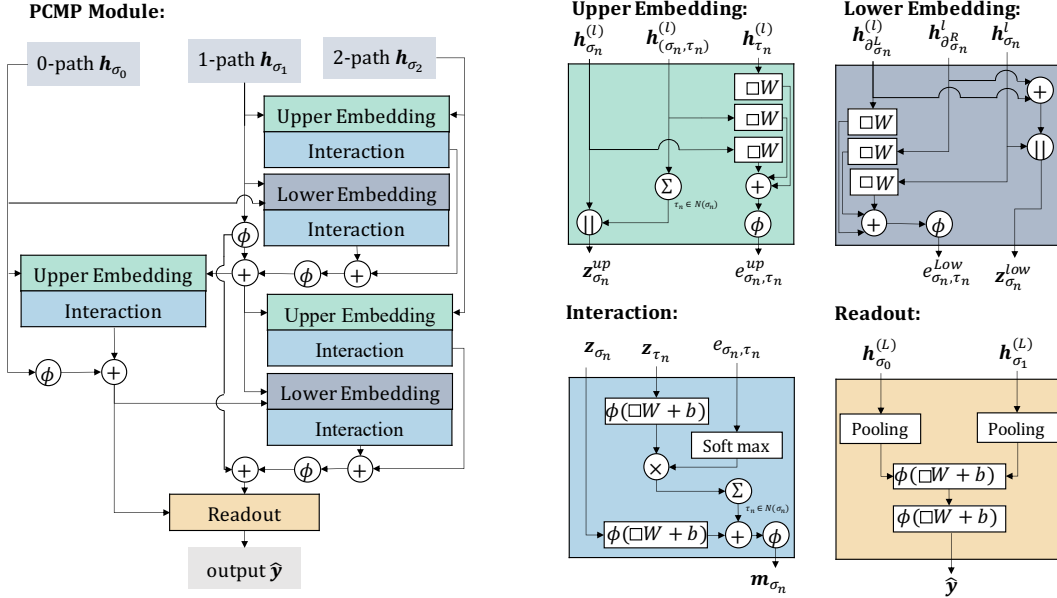 PCMP Module:
0-path h_{σ_0}
1-path h_{σ_1}
2-path h_{σ_2}
Upper Embedding
Interaction
Lower Embedding
Interaction
ϕ
+
ϕ
+
Upper Embedding
Interaction
ϕ
+
Upper Embedding
Interaction
Lower Embedding
Interaction
+
ϕ
+
Readout
output ŷ
Upper Embedding:
h_{σ_n}^{(l)}
h_{(σ_n,τ_n)}^{(l)}
h_{τ_n}^{(l)}
□W
□W
□W
Σ
τ_n ∈ N(σ_n)
+
||
ϕ
z_{σ_n}^{up}
e_{σ_n,τ_n}^{up}
Lower Embedding:
h_{∂^L_{σ_n}}^{(l)}
h_{∂^R_{σ_n}}^{l}
h_{σ_n}^{l}
+
□W
□W
||
□W
+
ϕ
e_{σ_n,τ_n}^{Low}
z_{σ_n}^{low}
Interaction:
z_{σ_n}
z_{τ_n}
e_{σ_n,τ_n}
ϕ(□W + b)
Soft max
×
Σ
τ_n ∈ N(σ_n)
ϕ(□W + b)
+
ϕ
m_{σ_n}
Readout:
h_{σ_0}^{(L)}
h_{σ_1}^{(L)}
Pooling
Pooling
ϕ(□W + b)
ϕ(□W + b)
ŷ